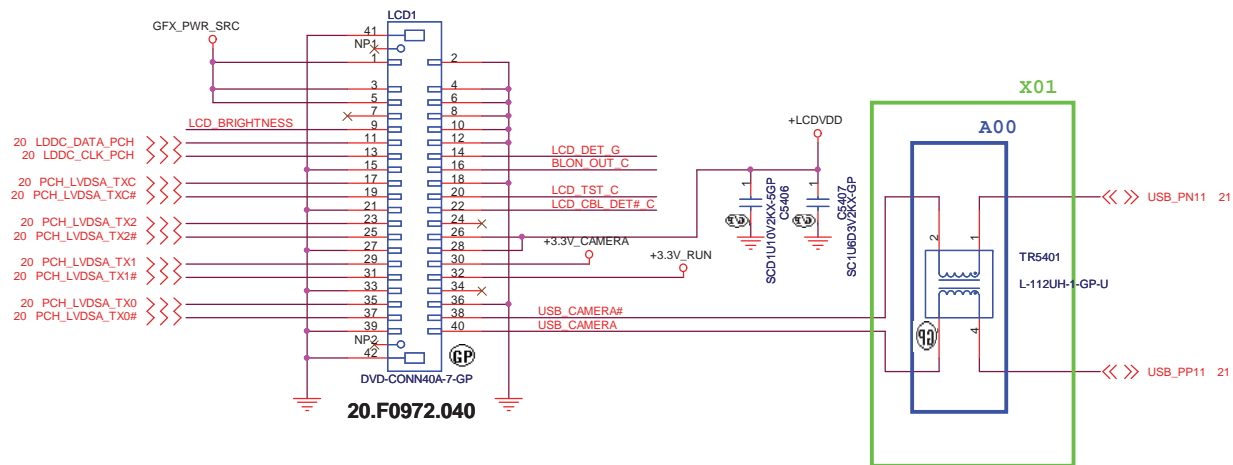 LCD1
GFX_PWR_SRC
41
NP1
1
2
3
4
5
6
7
8
LCD_BRIGHTNESS
9
10
20 LDDC_DATA_PCH
11
12
20 LDDC_CLK_PCH
13
14
LCD_DET_G
15
16
BLON_OUT_C
20 PCH_LVDSA_TXC
17
18
20 PCH_LVDSA_TXC#
19
20
LCD_TST_C
21
22
LCD_CBL_DET#_C
20 PCH_LVDSA_TX2
23
24
20 PCH_LVDSA_TX2#
25
26
27
28
20 PCH_LVDSA_TX1
29
30
+3.3V_CAMERA
20 PCH_LVDSA_TX1#
31
32
+3.3V_RUN
33
34
20 PCH_LVDSA_TX0
35
36
20 PCH_LVDSA_TX0#
37
38
USB_CAMERA#
39
40
USB_CAMERA
NP2
42
GP
DVD-CONN40A-7-GP
20.F0972.040
+LCDVDD
1
C5406
SCD1U10V2KX-5GP
1
C5407
SC1U6D3V2KX-GP
X01
A00
2
1
TR5401
L-112UH-1-GP-U
4
GP
USB_PN11 21
USB_PP11 21